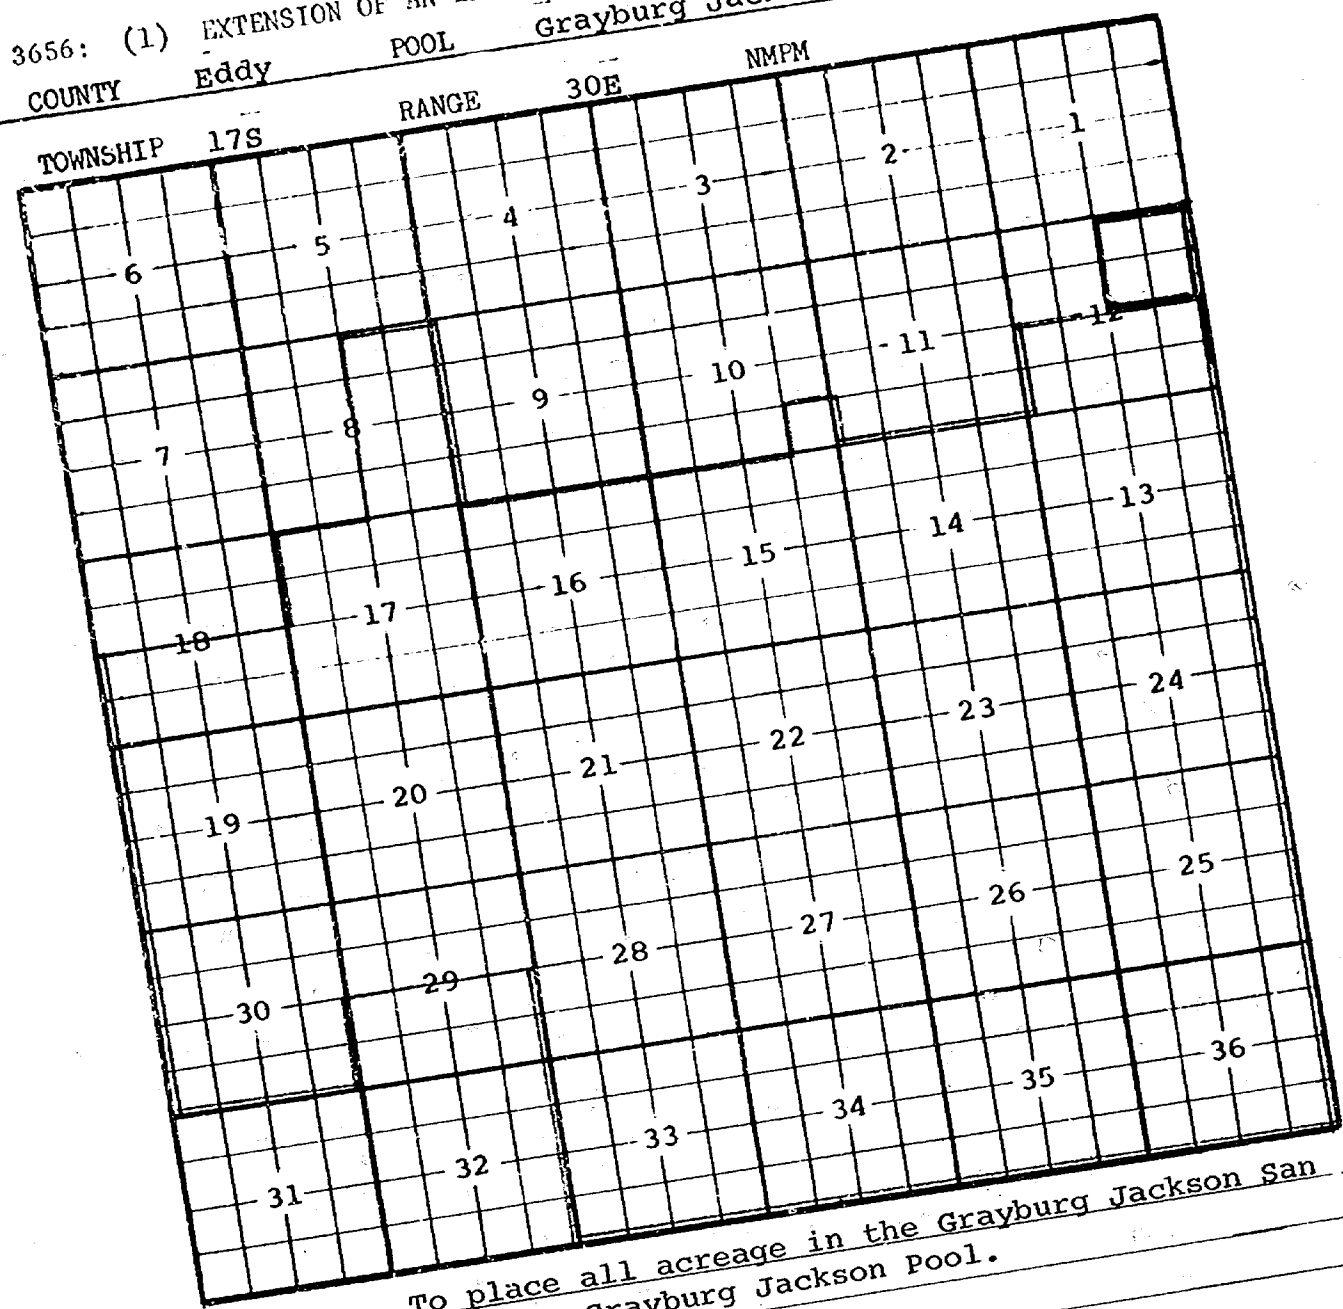 3656: (1) EXTENSION OF AN
COUNTY Eddy POOL Grayburg
TOWNSHIP 17S RANGE 30E NMPM
6 5 4 3 2 1
7 8 9 10 11 12
18 17 16 15 14 13
19 20 21 22 23 24
30 29 28 27 26 25
31 32 33 34 35 36
To place all acreage in the Grayburg Jackson San
Grayburg Jackson Pool.